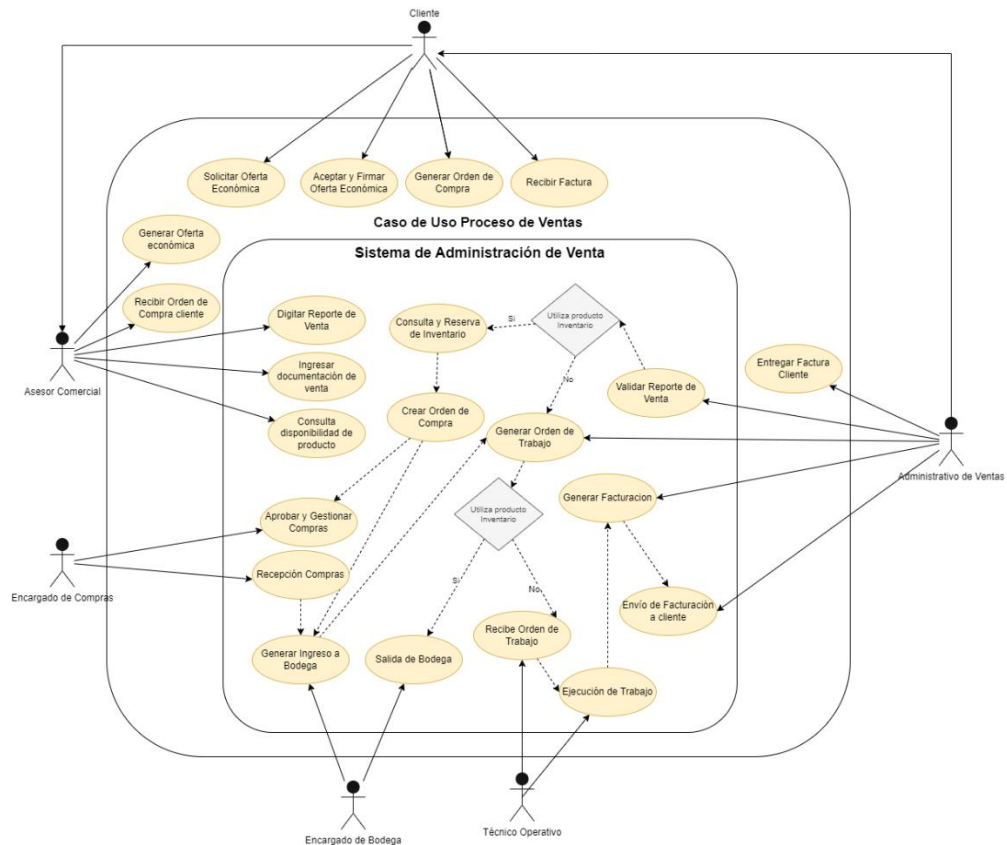 Cliente
Solicitar Oferta
Económica
Aceptar y Firmar
Oferta Económica
Generar Orden de
Compra
Recibir Factura
Caso de Uso Proceso de Ventas
Generar Oferta
económica
Sistema de Administración de Venta
Recibir Orden de
Compra cliente
Digitar Reporte de
Venta
Consulta y Reserva
de Inventario
Si
Utiliza producto
Inventario
Asesor Comercial
Ingresar
documentación de
venta
No
Validar Reporte de
Venta
Entregar Factura
Cliente
Consulta
disponibilidad de
producto
Crear Orden de
Compra
Generar Orden de
Trabajo
Administrativo de Ventas
Utiliza producto
Inventario
Generar Facturacion
Aprobar y Gestionar
Compras
Encargado de Compras
Recepción Compras
Si
No
Envío de Facturación
a cliente
Generar Ingreso a
Bodega
Salida de Bodega
Recibe Orden de
Trabajo
Ejecución de Trabajo
Encargado de Bodega
Técnico Operativo